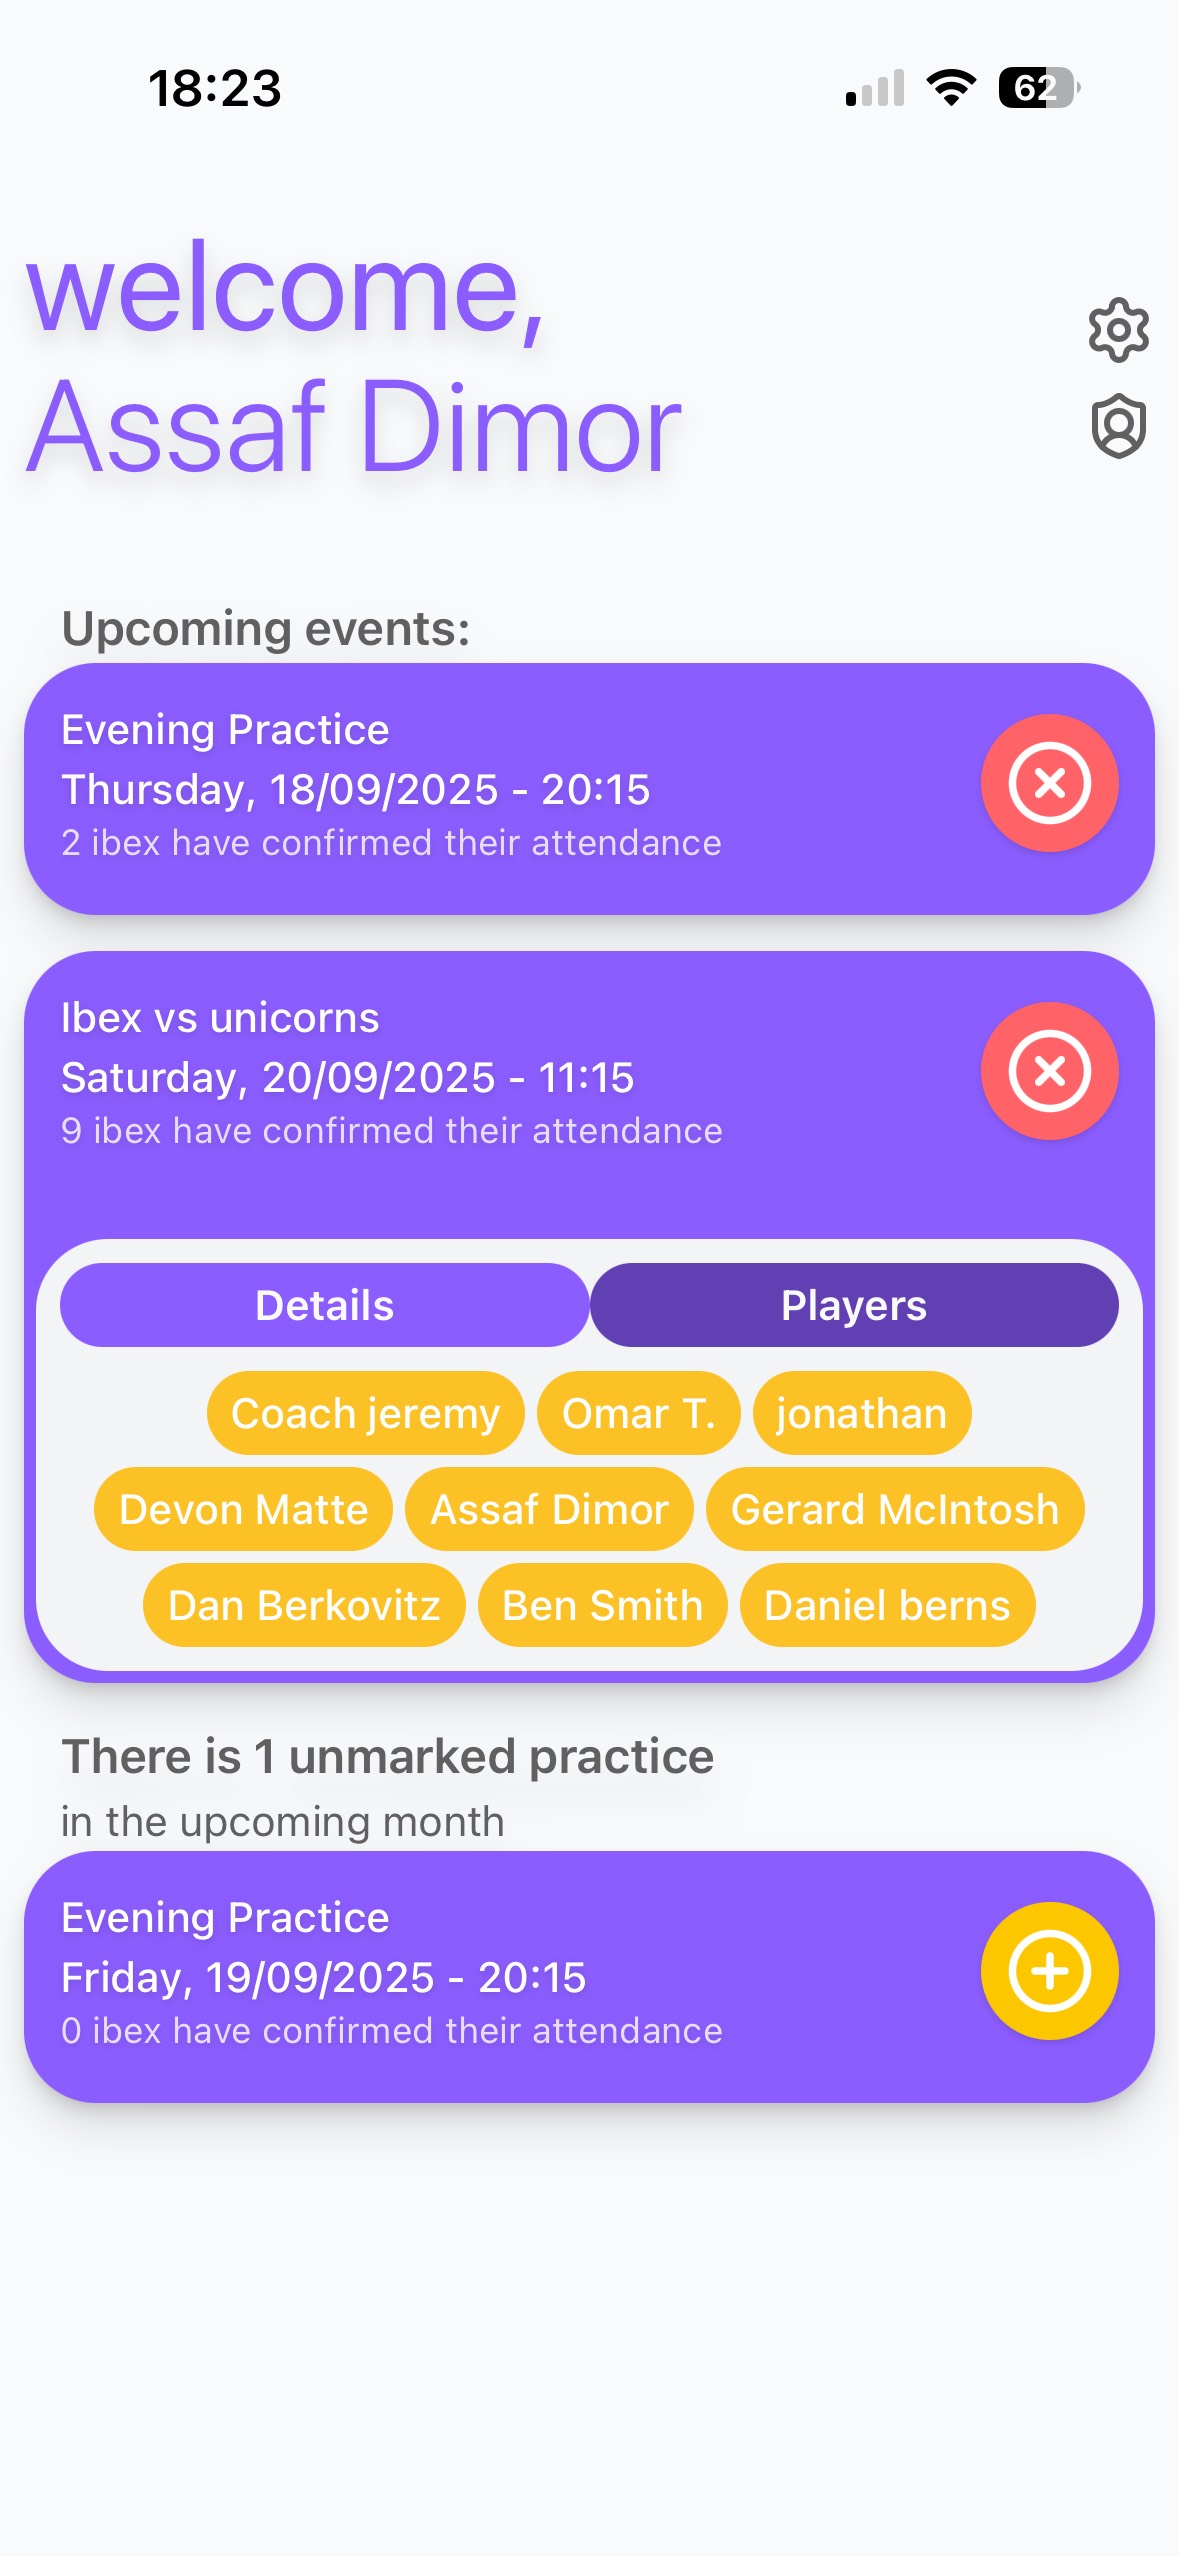 18:23
62
welcome,
Assaf Dimor
Upcoming events:
Evening Practice
Thursday, 18/09/2025 - 20:15
2 ibex have confirmed their attendance
Ibex vs unicorns
Saturday, 20/09/2025 - 11:15
9 ibex have confirmed their attendance
Details Players
Coach jeremy Omar T. jonathan
Devon Matte Assaf Dimor Gerard McIntosh
Dan Berkovitz Ben Smith Daniel berns
There is 1 unmarked practice
in the upcoming month
Evening Practice
Friday, 19/09/2025 - 20:15
0 ibex have confirmed their attendance